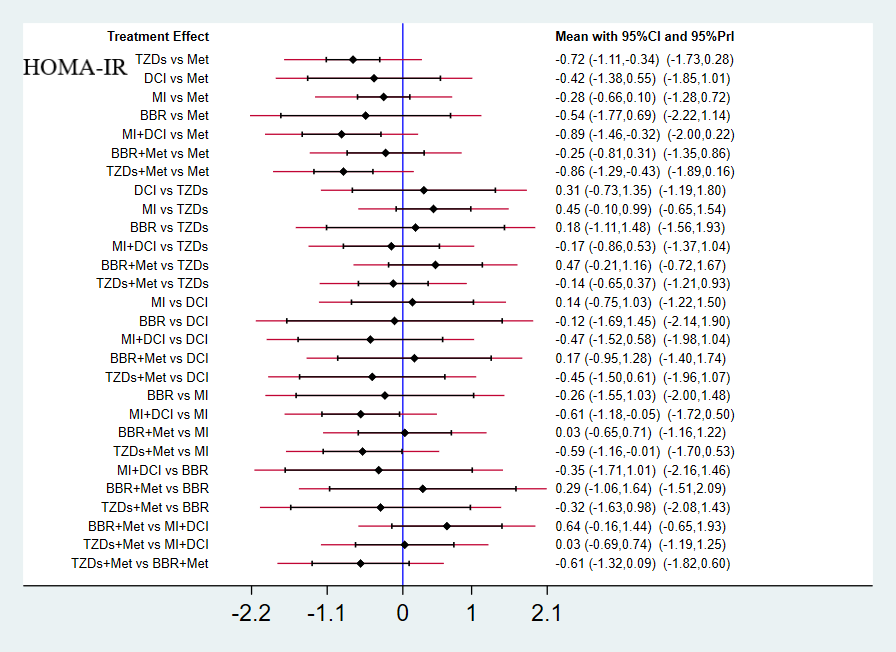 Treatment Effect Mean with 95%CI and 95%PrI
HOMA-IR
TZDs vs Met -0.72 (-1.11,-0.34) (-1.73,0.28)
DCI vs Met -0.42 (-1.38,0.55) (-1.85,1.01)
MI vs Met -0.28 (-0.66,0.10) (-1.28,0.72)
BBR vs Met -0.54 (-1.77,0.69) (-2.22,1.14)
MI+DCI vs Met -0.89 (-1.46,-0.32) (-2.00,0.22)
BBR+Met vs Met -0.25 (-0.81,0.31) (-1.35,0.86)
TZDs+Met vs Met -0.86 (-1.29,-0.43) (-1.89,0.16)
DCI vs TZDs 0.31 (-0.73,1.35) (-1.19,1.80)
MI vs TZDs 0.45 (-0.10,0.99) (-0.65,1.54)
BBR vs TZDs 0.18 (-1.11,1.48) (-1.56,1.93)
MI+DCI vs TZDs -0.17 (-0.86,0.53) (-1.37,1.04)
BBR+Met vs TZDs 0.47 (-0.21,1.16) (-0.72,1.67)
TZDs+Met vs TZDs -0.14 (-0.65,0.37) (-1.21,0.93)
MI vs DCI 0.14 (-0.75,1.03) (-1.22,1.50)
BBR vs DCI -0.12 (-1.69,1.45) (-2.14,1.90)
MI+DCI vs DCI -0.47 (-1.52,0.58) (-1.98,1.04)
BBR+Met vs DCI 0.17 (-0.95,1.28) (-1.40,1.74)
TZDs+Met vs DCI -0.45 (-1.50,0.61) (-1.96,1.07)
BBR vs MI -0.26 (-1.55,1.03) (-2.00,1.48)
MI+DCI vs MI -0.61 (-1.18,-0.05) (-1.72,0.50)
BBR+Met vs MI 0.03 (-0.65,0.71) (-1.16,1.22)
TZDs+Met vs MI -0.59 (-1.16,-0.01) (-1.70,0.53)
MI+DCI vs BBR -0.35 (-1.71,1.01) (-2.16,1.46)
BBR+Met vs BBR 0.29 (-1.06,1.64) (-1.51,2.09)
TZDs+Met vs BBR -0.32 (-1.63,0.98) (-2.08,1.43)
BBR+Met vs MI+DCI 0.64 (-0.16,1.44) (-0.65,1.93)
TZDs+Met vs MI+DCI 0.03 (-0.69,0.74) (-1.19,1.25)
TZDs+Met vs BBR+Met -0.61 (-1.32,0.09) (-1.82,0.60)
-2.2 -1.1 0 1 2.1